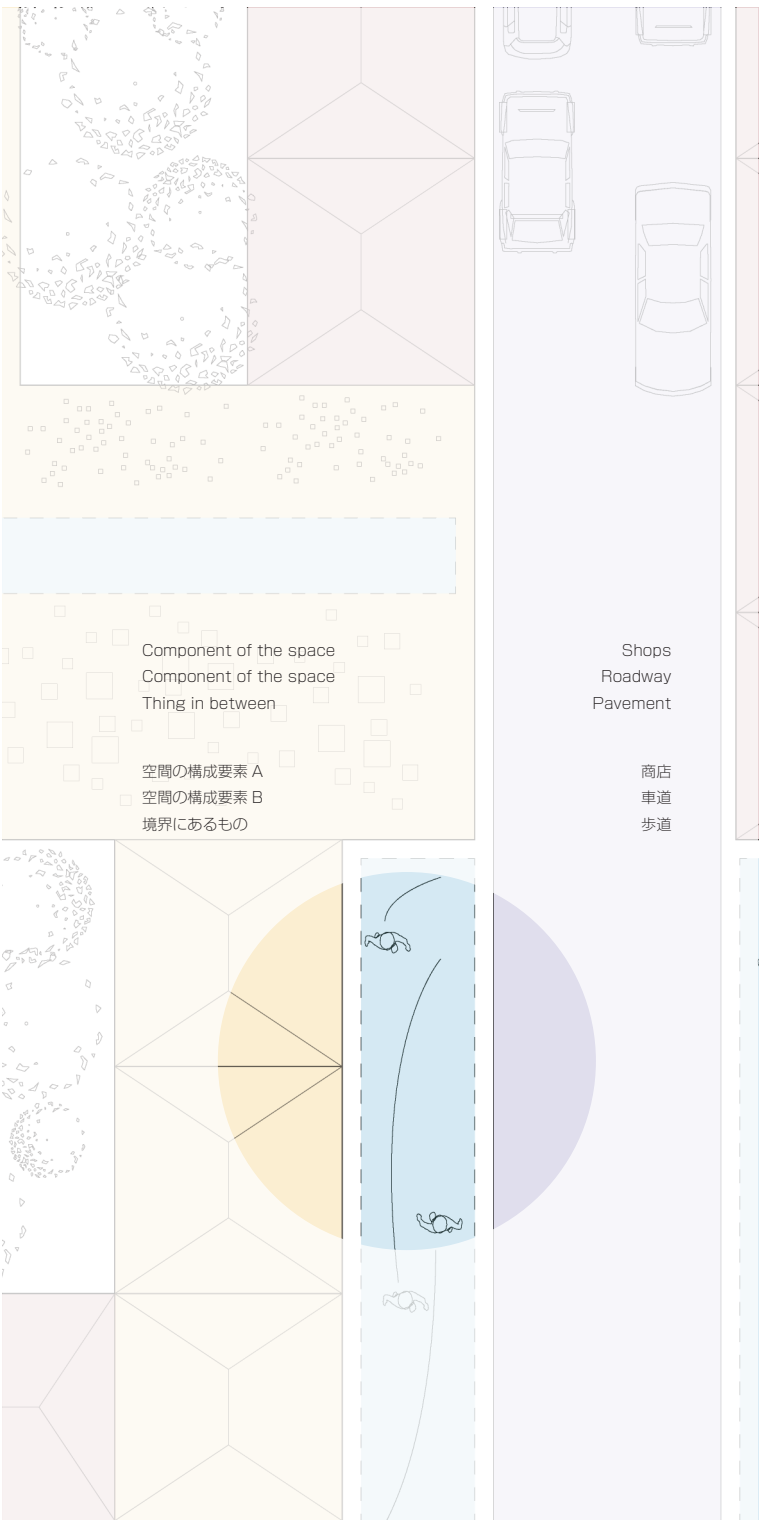 Component of the space Shops
Component of the space Roadway
Thing in between Pavement
空間の構成要素 A 商店
空間の構成要素 B 車道
境界にあるもの 歩道